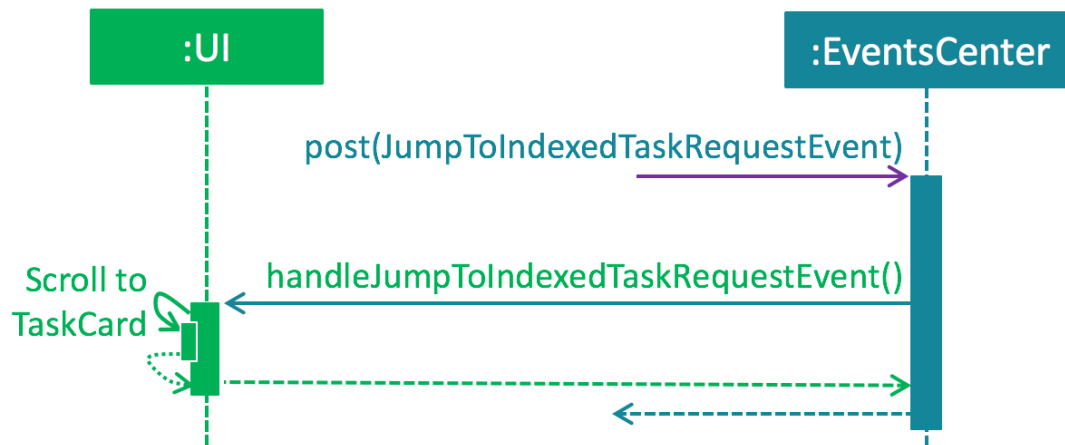 :UI
:EventsCenter
post(JumpToIndexedTaskRequestEvent)
handleJumpToIndexedTaskRequestEvent()
Scroll to
TaskCard